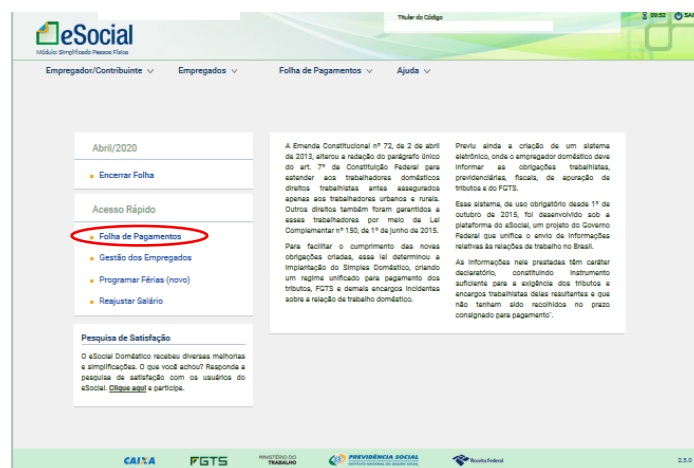 Titular do Código
09:52
eSocial
Módulo: Simplificado Pessoa Física
Empregador/Contribuinte
Empregados
Folha de Pagamentos
Ajuda
Abril/2020
Encerrar Folha
Acesso Rápido
Folha de Pagamentos
Gestão dos Empregados
Programar Férias (novo)
Reajustar Salário
Pesquisa de Satisfação
O eSocial Doméstico recebeu diversas melhorias
e simplificações. O que você achou? Responda a
pesquisa de satisfação com os usuários do
eSocial. Clique aqui e participe.
A Emenda Constitucional nº 72, de 2 de abril
de 2013, alterou a redação do parágrafo único
do art. 7º da Constituição Federal para
estender aos trabalhadores domésticos
direitos trabalhistas antes assegurados
apenas aos trabalhadores urbanos e rurais.
Outros direitos também foram garantidos a
esses trabalhadores por meio da Lei
Complementar nº 150, de 1º de junho de 2015.
Para facilitar o cumprimento das novas
obrigações criadas, essa lei determinou a
implantação do Simples Doméstico, criando
um regime unificado para pagamento dos
tributos, FGTS e demais encargos incidentes
sobre a relação de trabalho doméstico.
Previu ainda a criação de um sistema
eletrônico, onde o empregador doméstico deve
informar as obrigações trabalhistas,
previdenciárias, fiscais, de apuração de
tributos e do FGTS.
Esse sistema, de uso obrigatório desde 1º de
outubro de 2015, foi desenvolvido sob a
plataforma do eSocial, um projeto do Governo
Federal que unifica o envio de informações
relativas às relações de trabalho no Brasil.
As informações nele prestadas têm caráter
declaratório, constituindo instrumento
suficiente para a exigência dos tributos e
encargos trabalhistas delas resultantes e que
não tenham sido recolhidos no prazo
consignado para pagamento".
CAIXA
FGTS
MINISTÉRIO DO
TRABALHO
PREVIDÊNCIA SOCIAL
INSTITUTO NACIONAL DO SEGURO SOCIAL
Receita Federal
2.5.0